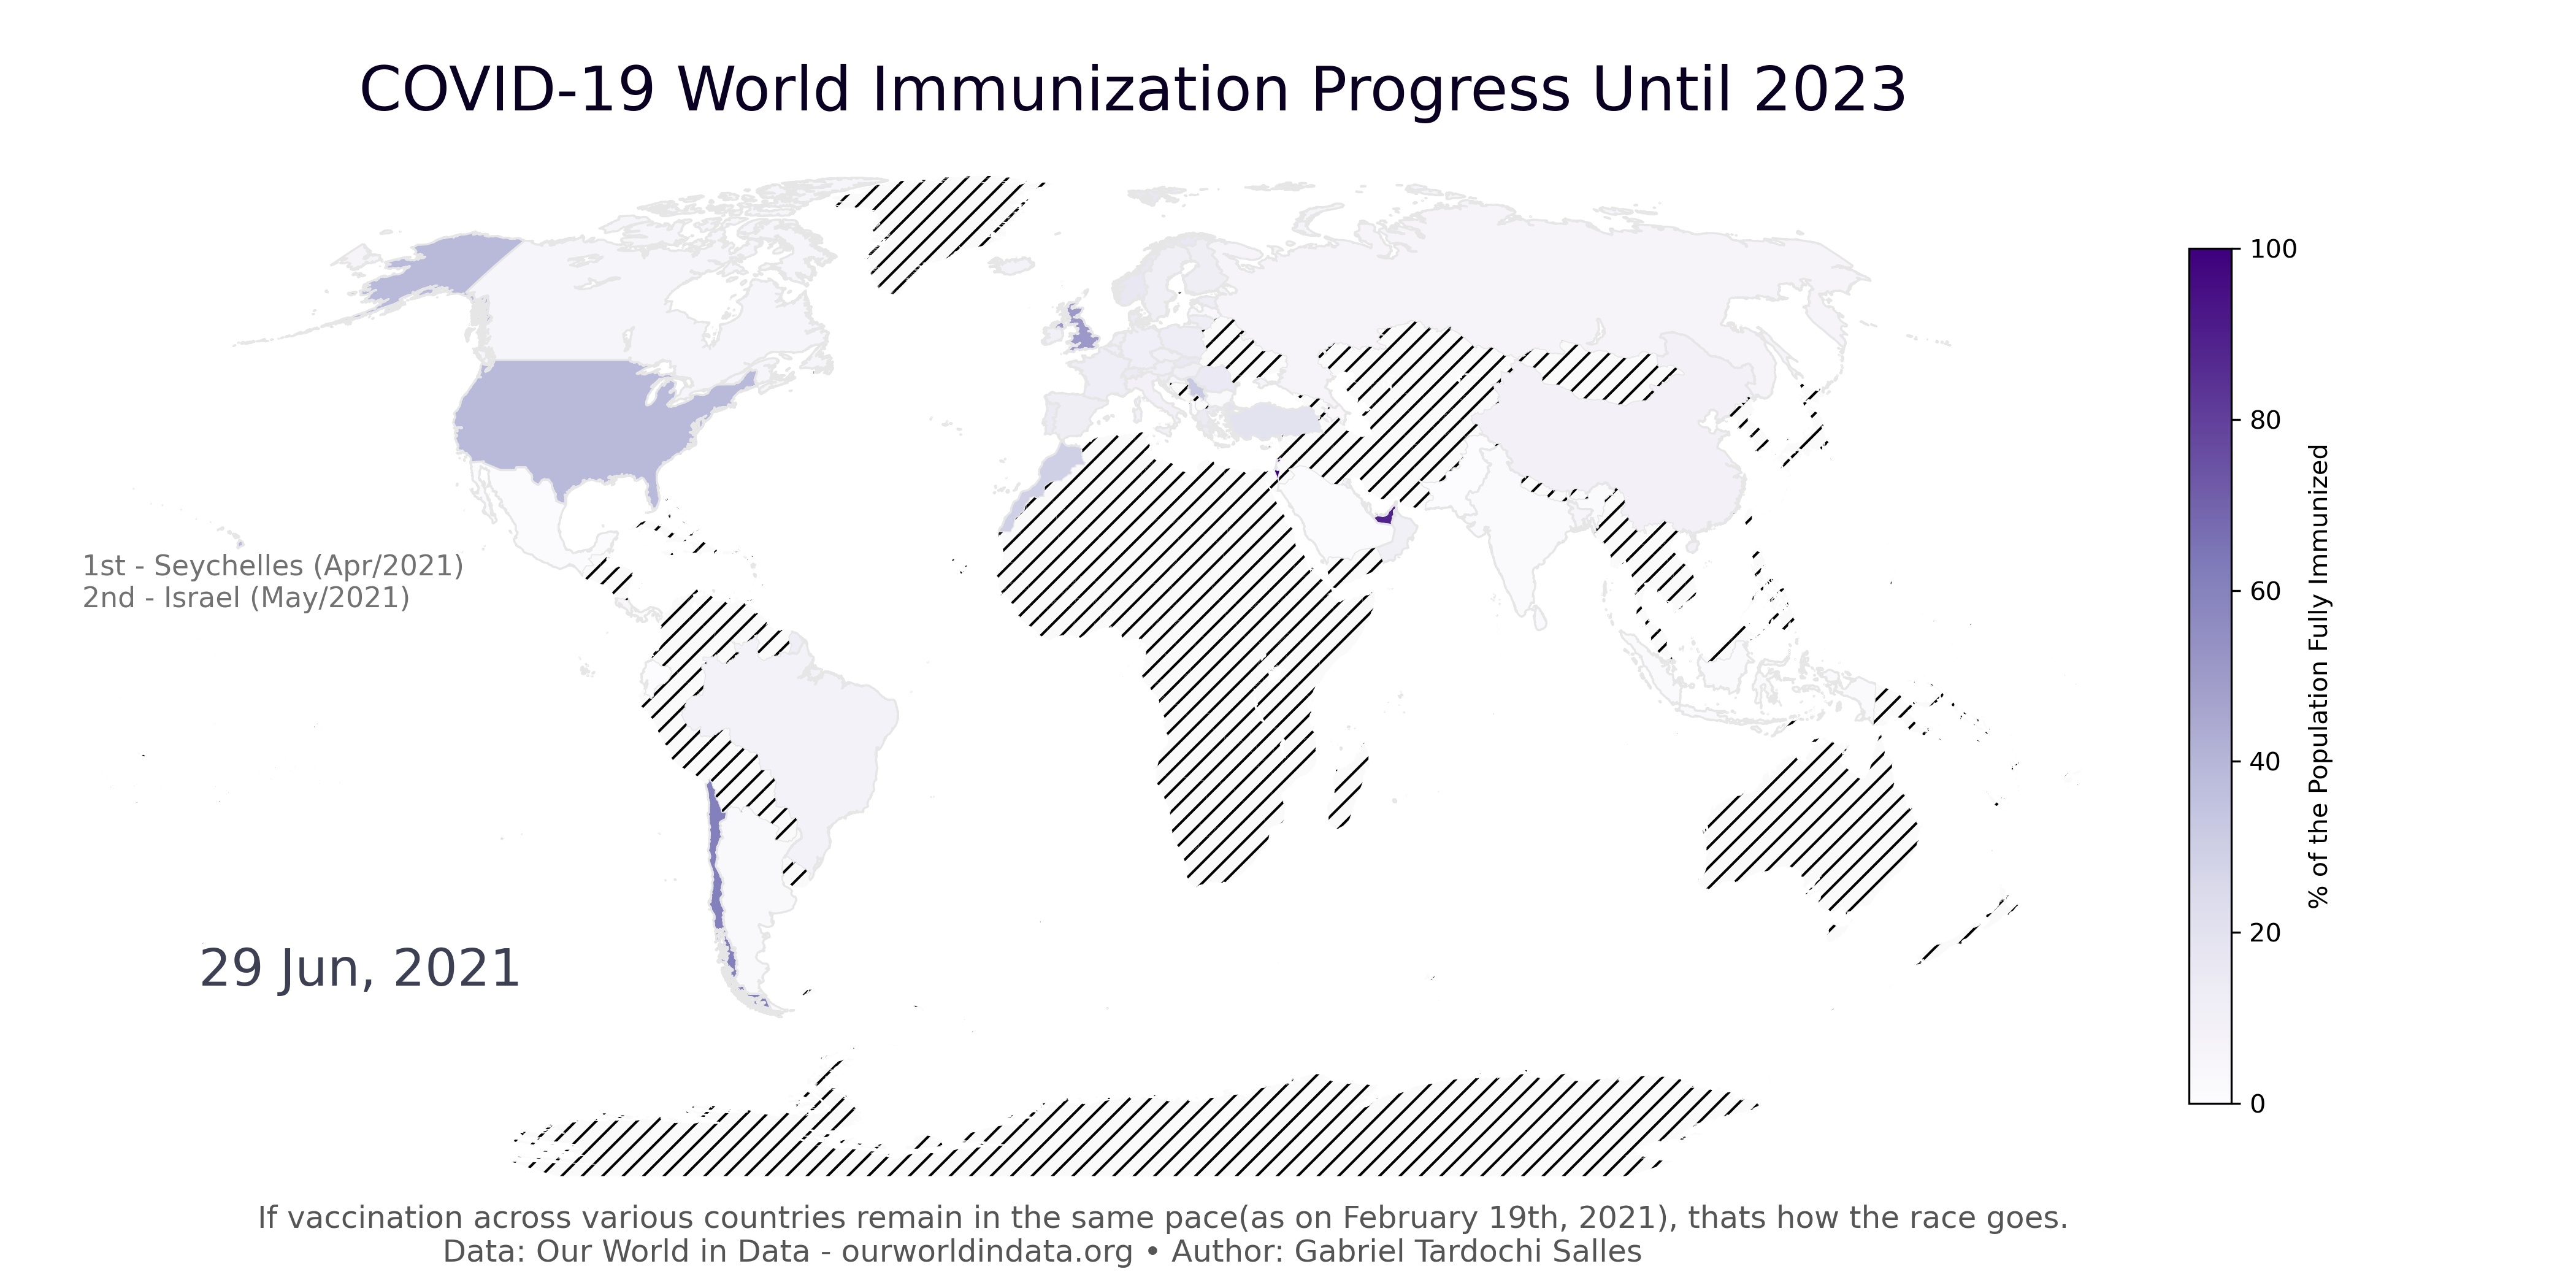 COVID-19 World Immunization Progress Until 2023
1st - Seychelles (Apr/2021)
2nd - Israel (May/2021)
29 Jun, 2021
100
80
60
40
20
0
% of the Population Fully Immunized
If vaccination across various countries remain in the same pace(as on February 19th, 2021), thats how the race goes.
Data: Our World in Data - ourworldindata.org • Author: Gabriel Tardochi Salles